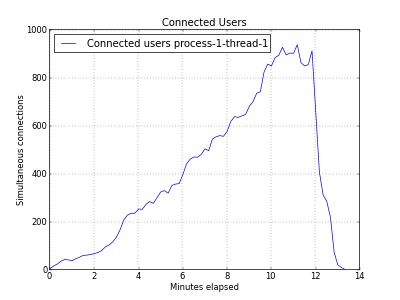 Connected Users
Connected users process-1-thread-1
1000
800
600
400
200
0
Simultaneous connections
0 2 4 6 8 10 12 14
Minutes elapsed